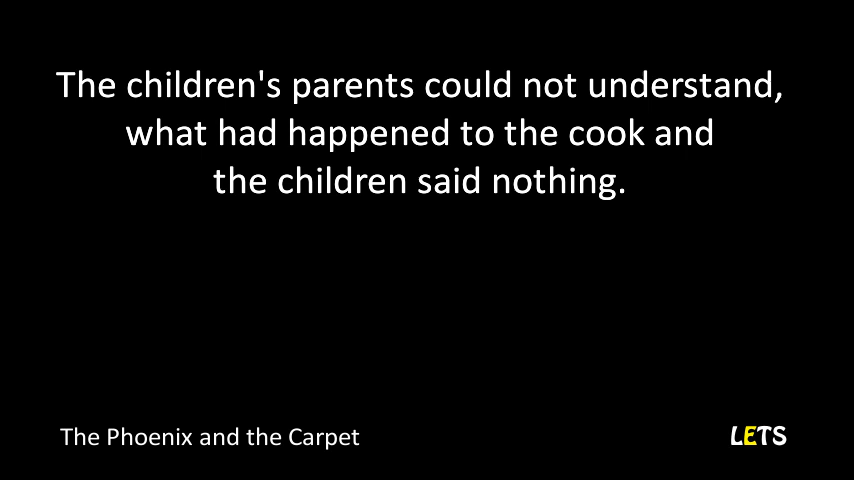 The children's parents could not understand,
what had happened to the cook and
the children said nothing.
The Phoenix and the Carpet
LETS